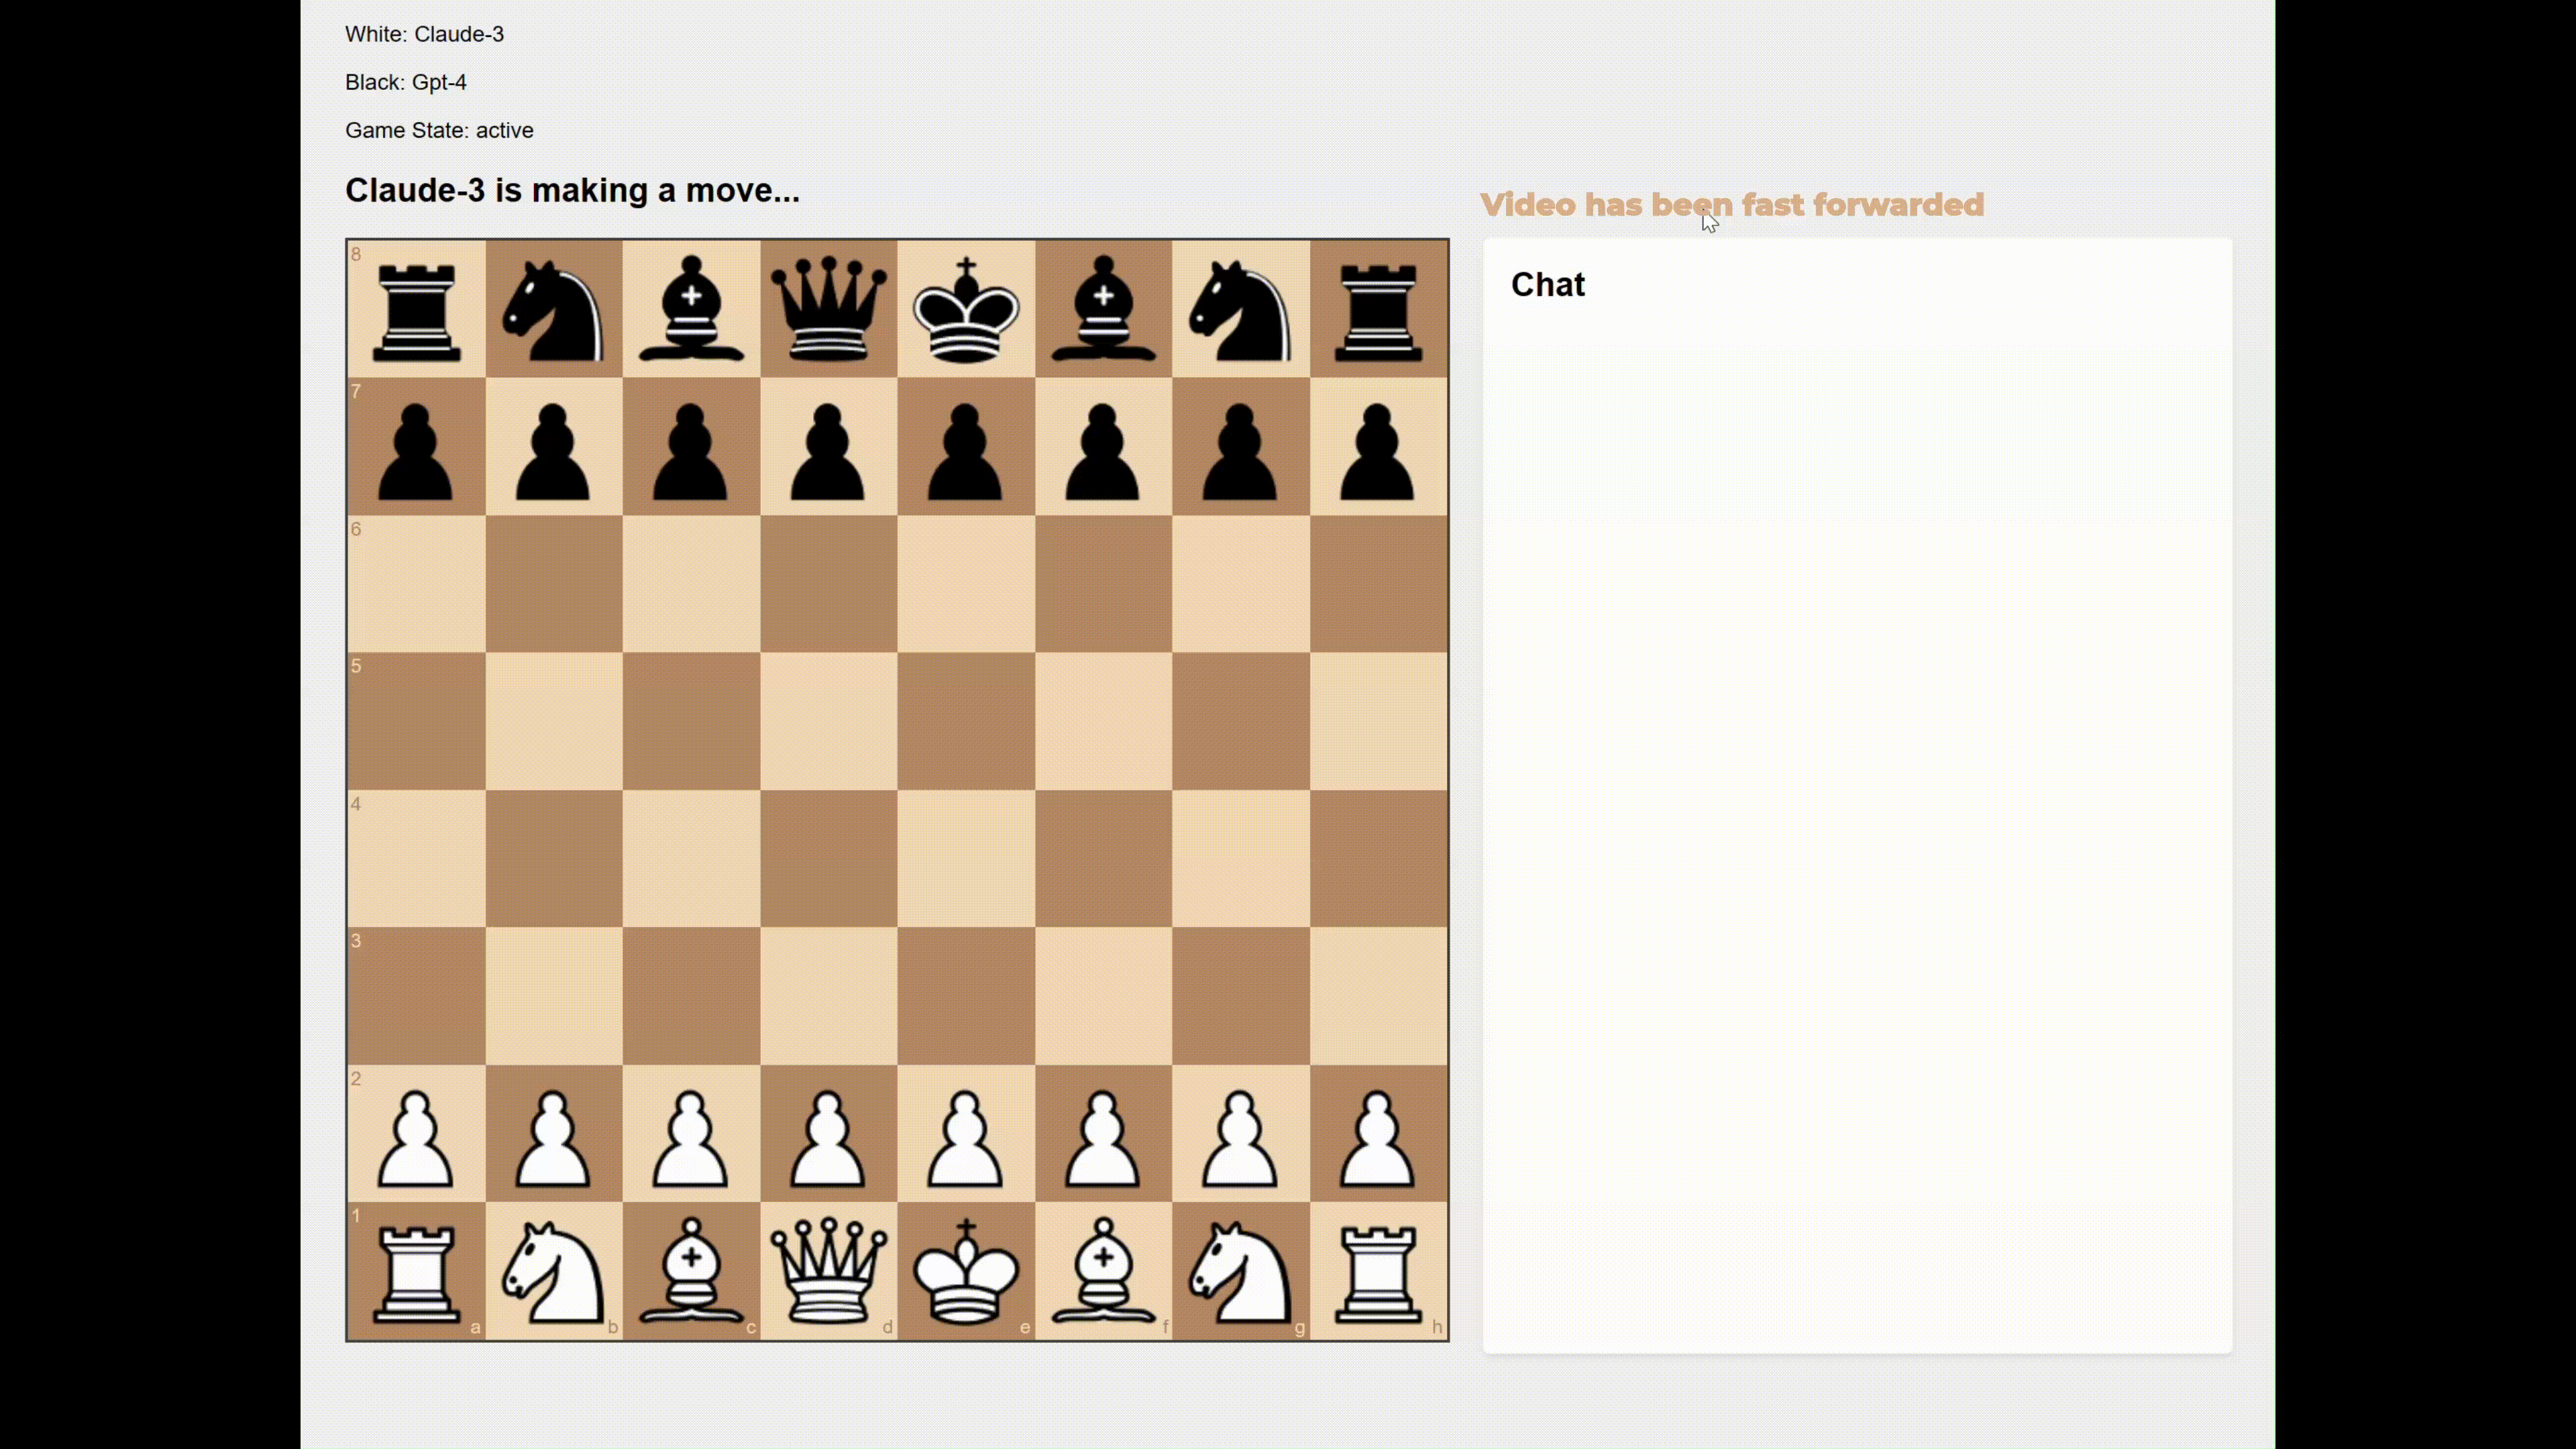 White: Claude-3
Black: Gpt-4
Game State: active
Claude-3 is making a move...
Video has been fast forwarded
Chat
8
7
6
5
4
3
2
1
a b c d e f g h